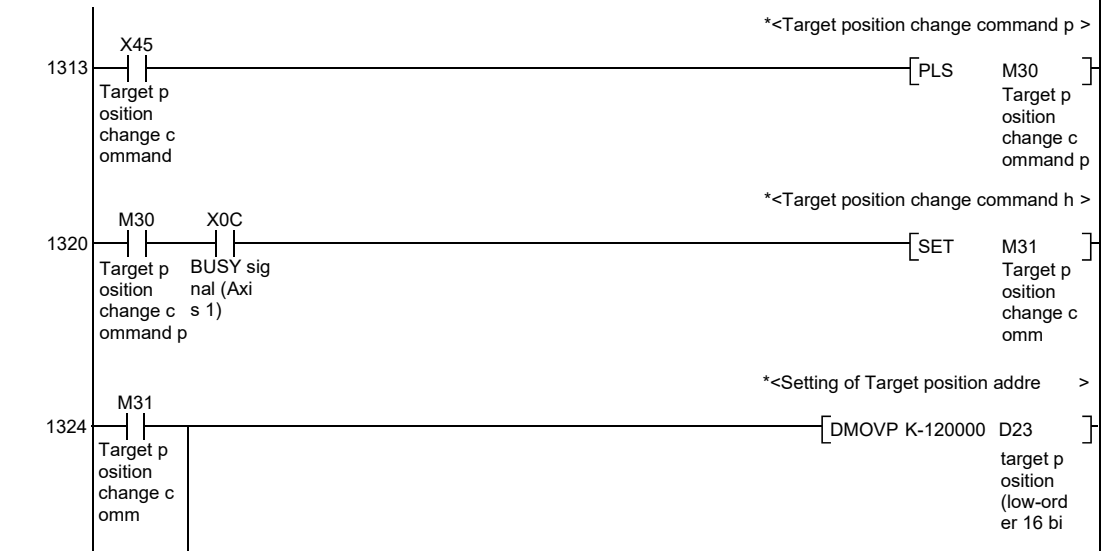 *<Target position change command p >
X45
1313
PLS M30
Target p
osition
change c
ommand
Target p
osition
change c
ommand p
*<Target position change command h >
M30 X0C
1320
SET M31
Target p
osition
change c
ommand p
BUSY sig
nal (Axi
s 1)
Target p
osition
change c
omm
*<Setting of Target position addre >
M31
1324
DMOVP K-120000 D23
Target p
osition
change c
omm
target p
osition
(low-ord
er 16 bi